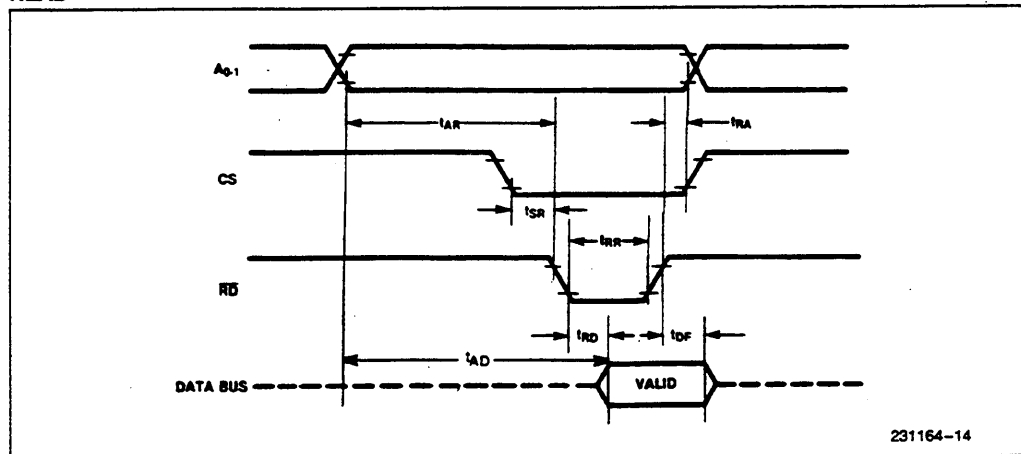 A0-1
tAR
tRA
CS
tSR
tRR
RD
tRD
tDF
tAD
DATA BUS
VALID
231164–14